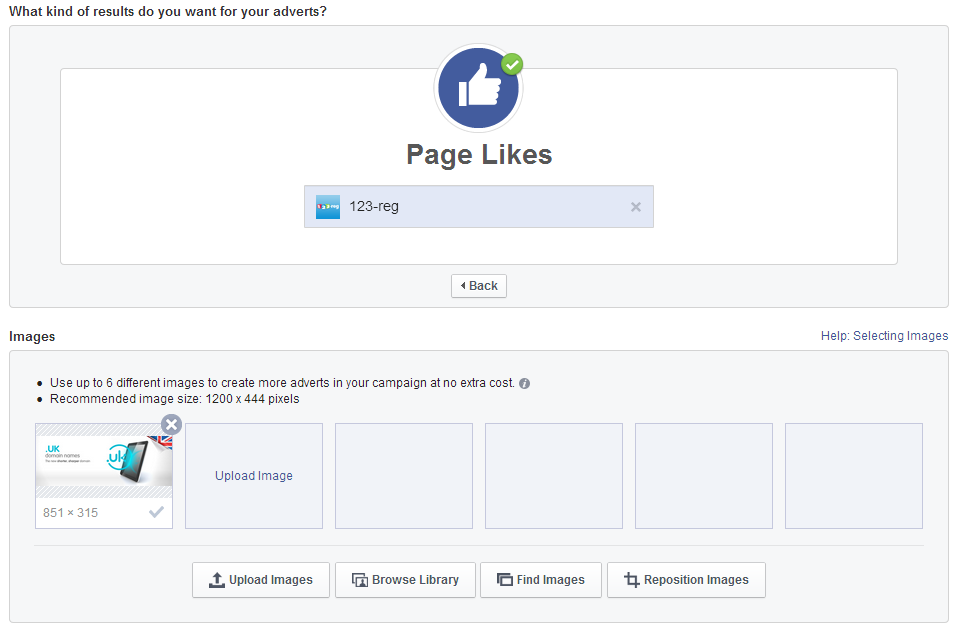 What kind of results do you want for your adverts?
Page Likes
123-reg
Back
Images
Help: Selecting Images
Use up to 6 different images to create more adverts in your campaign at no extra cost.
Recommended image size: 1200 x 444 pixels
.UK
domain names
.uk
851 × 315
Upload Image
Upload Images
Browse Library
Find Images
Reposition Images